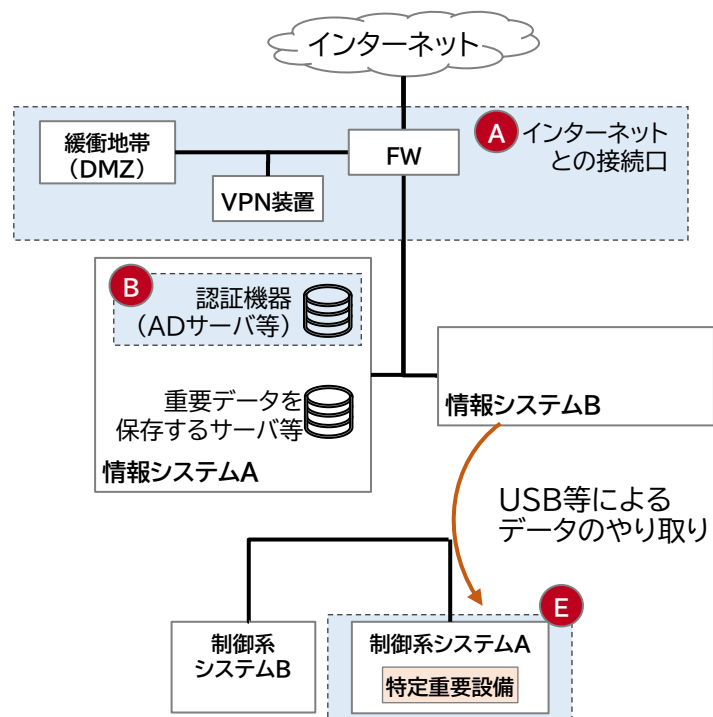 インターネット
緩衝地帯
（DMZ）
VPN装置
FW
A
インターネット
との接続口
B
認証機器
（ADサーバ等）
重要データを
保存するサーバ等
情報システムA
情報システムB
USB等による
データのやり取り
E
制御系
システムB
制御系システムA
特定重要設備